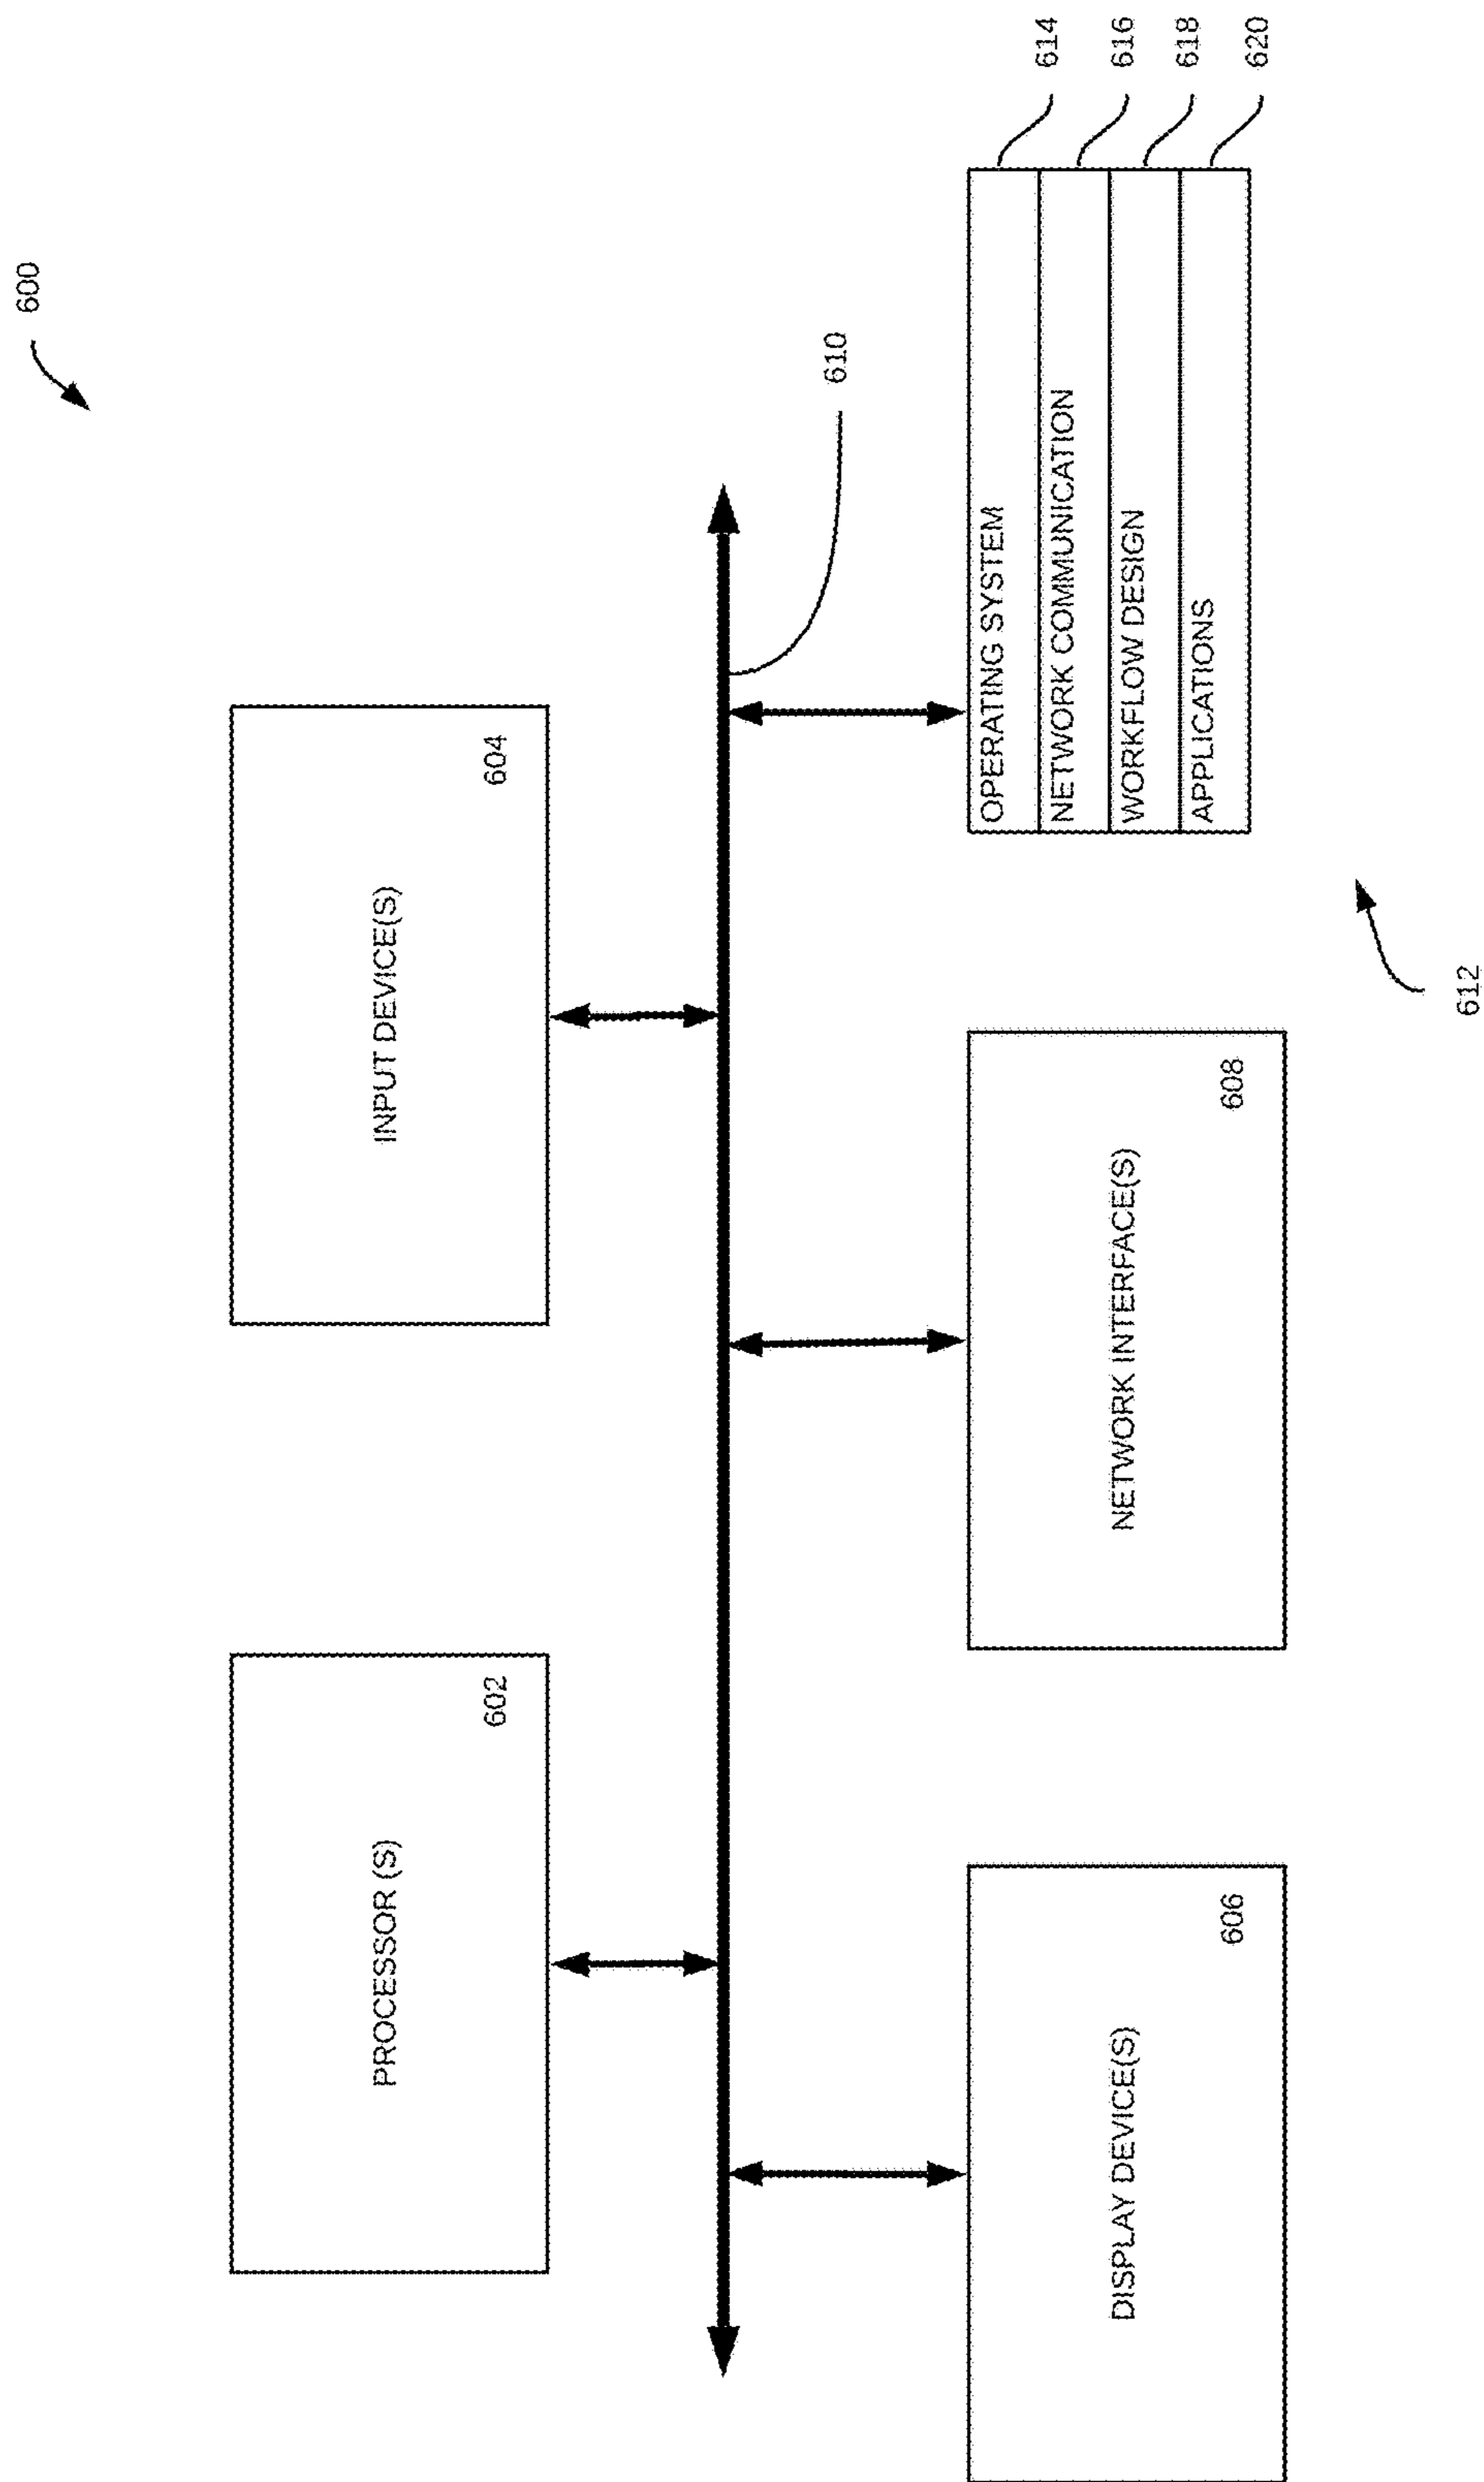 600
PROCESSOR (S)
602
INPUT DEVICE(S)
604
610
DISPLAY DEVICE(S)
606
NETWORK INTERFACE(S)
608
OPERATING SYSTEM
614
NETWORK COMMUNICATION
616
WORKFLOW DESIGN
618
APPLICATIONS
620
612